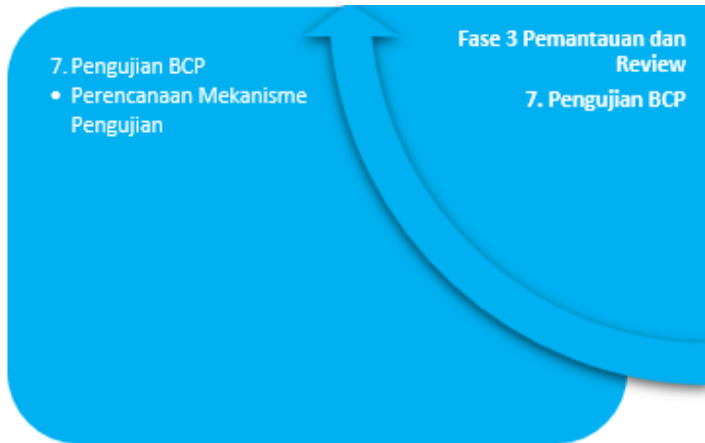 7. Pengujian BCP
• Perencanaan Mekanisme
Pengujian
Fase 3 Pemantauan dan
Review
7. Pengujian BCP